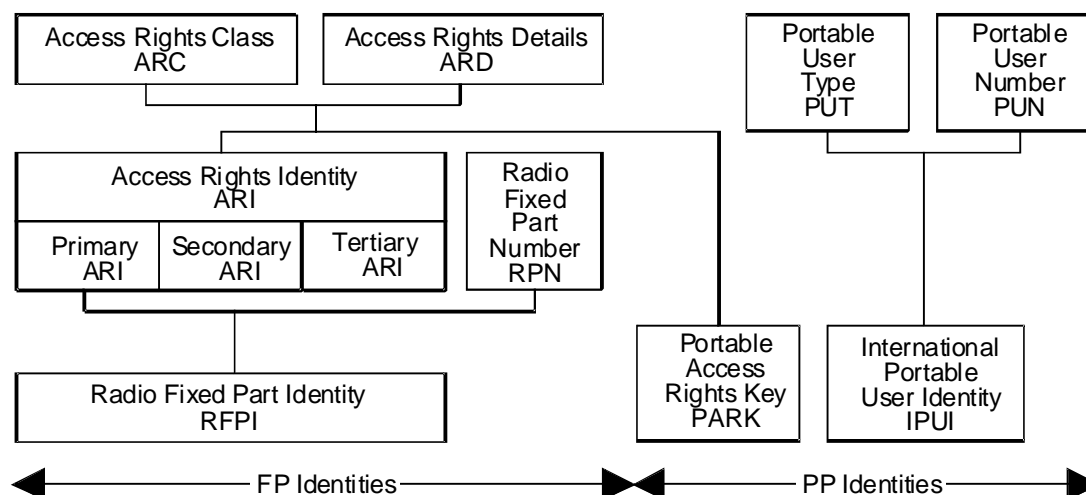 Access Rights Class
ARC
Access Rights Details
ARD
Portable
User
Type
PUT
Portable
User
Number
PUN
Access Rights Identity
ARI
Primary
ARI
Secondary
ARI
Tertiary
ARI
Radio
Fixed
Part
Number
RPN
Radio Fixed Part Identity
RFPI
Portable
Access
Rights Key
PARK
International
Portable
User Identity
IPUI
FP Identities
PP Identities